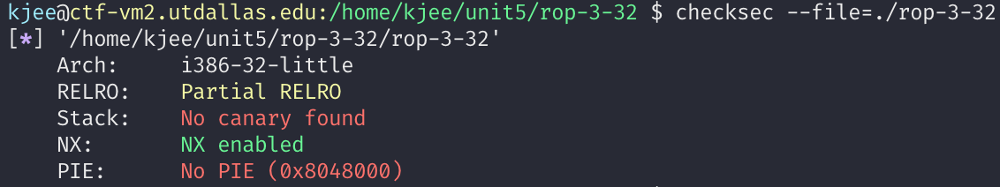 kjee@ctf-vm2.utdallas.edu:/home/kjee/unit5/rop-3-32 $ checksec --file=./rop-3-32
[*] '/home/kjee/unit5/rop-3-32/rop-3-32'
    Arch:     i386-32-little
    RELRO:    Partial RELRO
    Stack:    No canary found
    NX:       NX enabled
    PIE:      No PIE (0x8048000)